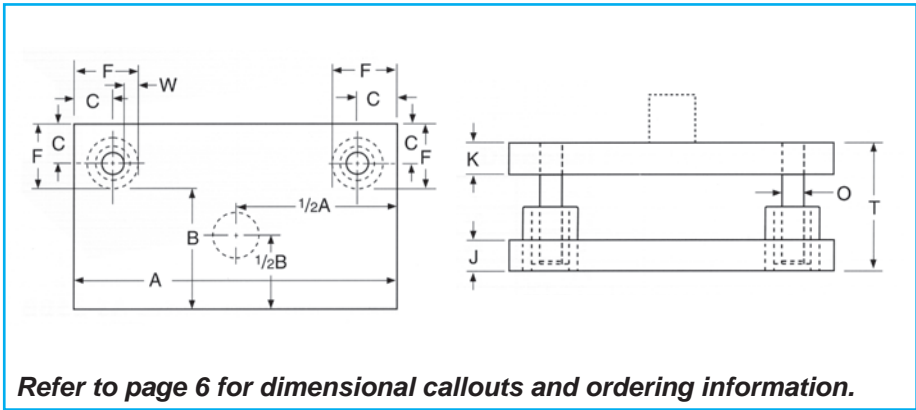 F
F
W
C
C
C
F
C
F
K
O
T
1/2A
B
1/2B
J
A
Refer to page 6 for dimensional callouts and ordering information.